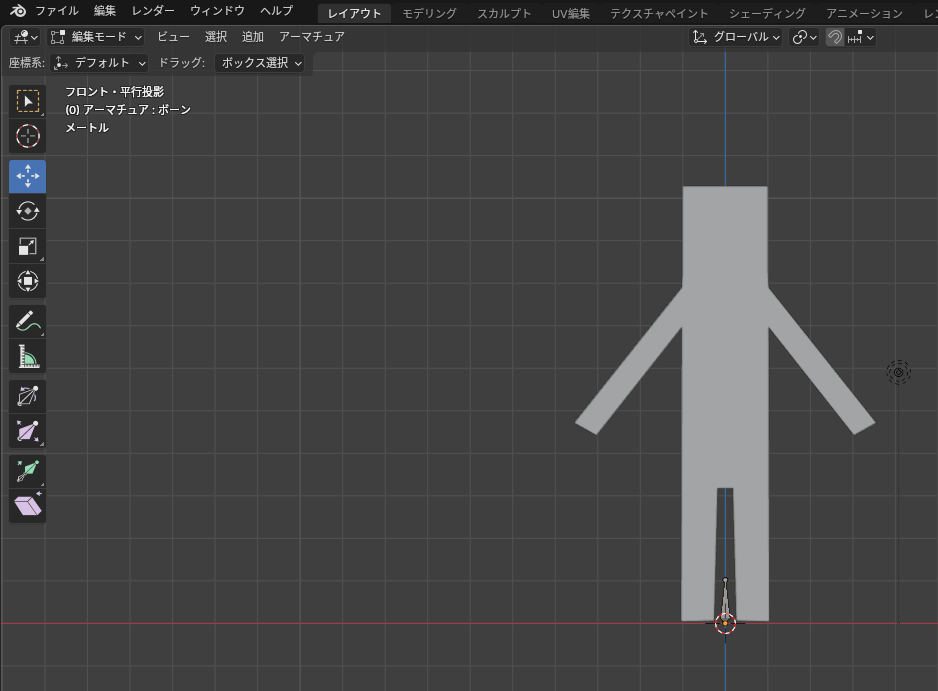 ファイル 編集 レンダー ウィンドウ ヘルプ レイアウト モデリング スカルプト UV編集 テクスチャペイント シェーディング アニメーション レン
編集モード ビュー 選択 追加 アーマチュア グローバル
座標系: デフォルト ドラッグ: ボックス選択
フロント・平行投影
(0) アーマチュア : ボーン
メートル